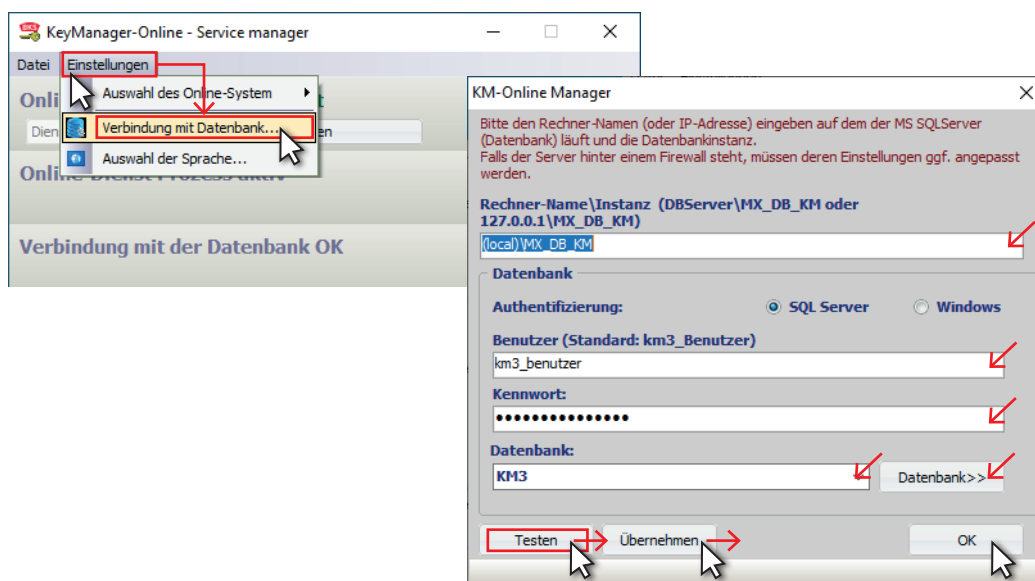 KeyManager-Online - Service manager
Datei Einstellungen
Auswahl des Online-System
Verbindung mit Datenbank...
Auswahl der Sprache...
Verbindung mit der Datenbank OK
KM-Online Manager
Bitte den Rechner-Namen (oder IP-Adresse) eingeben auf dem der MS SQLServer
(Datenbank) läuft und die Datenbankinstanz.
Falls der Server hinter einem Firewall steht, müssen deren Einstellungen ggf. angepasst
werden.
Rechner-Name\Instanz (DBServer\MX_DB_KM oder
127.0.0.1\MX_DB_KM)
(local)\MX_DB_KM
Datenbank
Authentifizierung: SQL Server Windows
Benutzer (Standard: km3_Benutzer)
km3_benutzer
Kennwort:
•••••••••••••••
Datenbank:
KM3 Datenbank>>
Testen Übernehmen OK